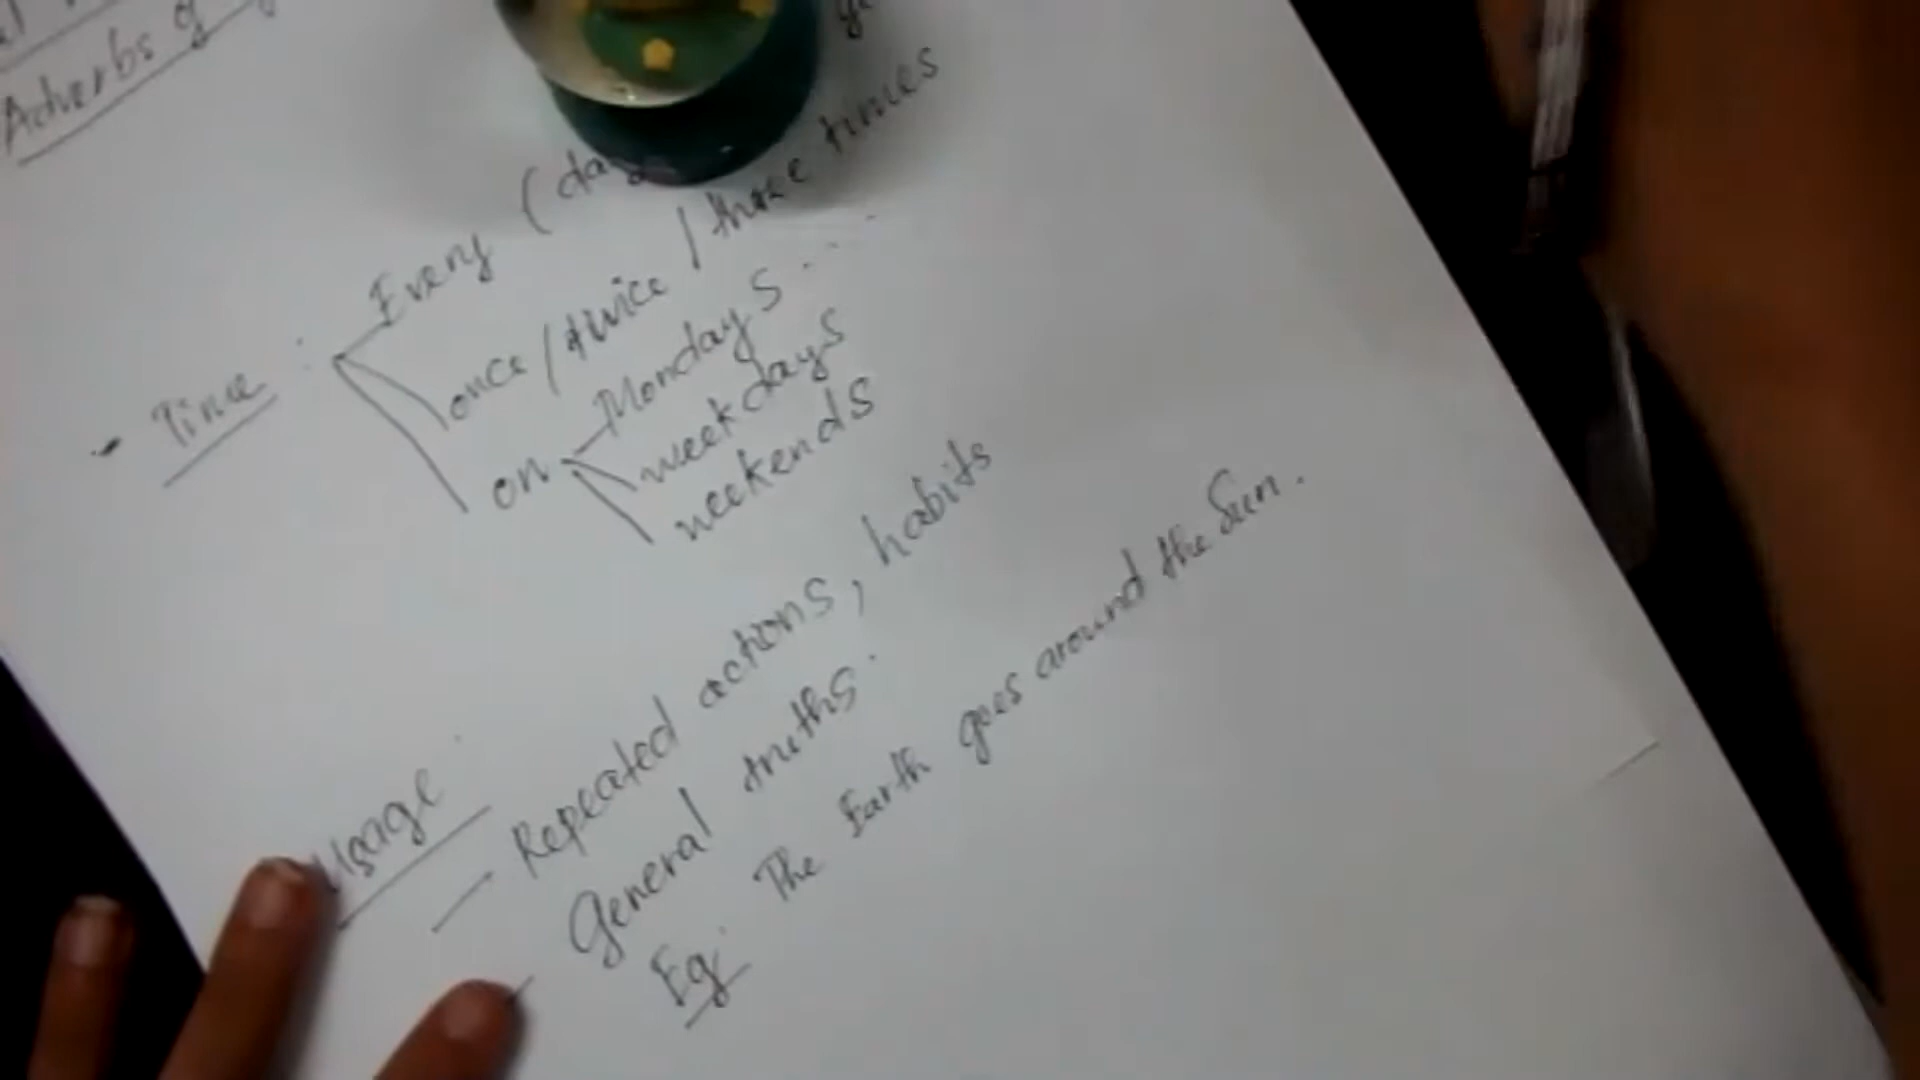 Adverbs of
Every (day
once / twice / three times
- Time :
on Mondays ....
weekdays
weekends
Usage
- Repeated actions, habits
- General truths.
Eg. The Earth goes around the Sun.